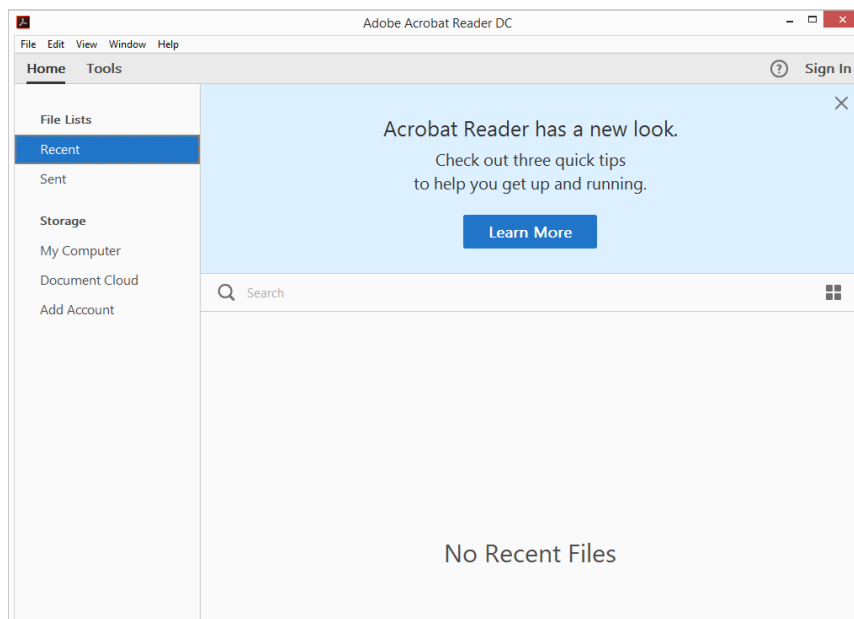 Adobe Acrobat Reader DC
File Edit View Window Help
Home Tools
? Sign In
File Lists
Recent
Sent
Storage
My Computer
Document Cloud
Add Account
Acrobat Reader has a new look.
Check out three quick tips
to help you get up and running.
Learn More
Search
No Recent Files